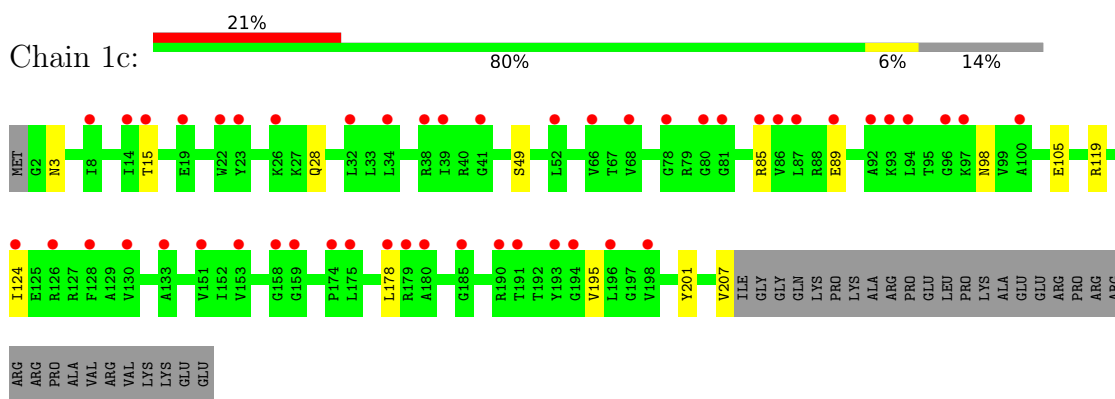 21%
Chain 1c:
80% 6% 14%
MET G2 N3 I8 I14 T15 E19 W22 Y23 K26 K27 Q28 L32 L33 L34 R38 I39 R40 G41 S49 L52 V66 T67 V68 G78 R79 G80 G81 R85 V86 L87 R88 E89 A92 K93 L94 T95 G96 K97 N98 V99 A100 E105 R119
I124 E125 R126 R127 F128 A129 V130 A133 V151 I152 V153 G158 G159 P174 L175 L178 R179 A180 G185 R190 T191 T192 Y193 G194 V195 L196 G197 V198 Y201 V207 ILE GLY GLY GLN LYS PRO LYS ALA ARG PRO GLU LEU PRO LYS ALA GLU GLU ARG PRO ARG ARG
ARG ARG PRO ALA VAL ARG VAL LYS LYS GLU GLU